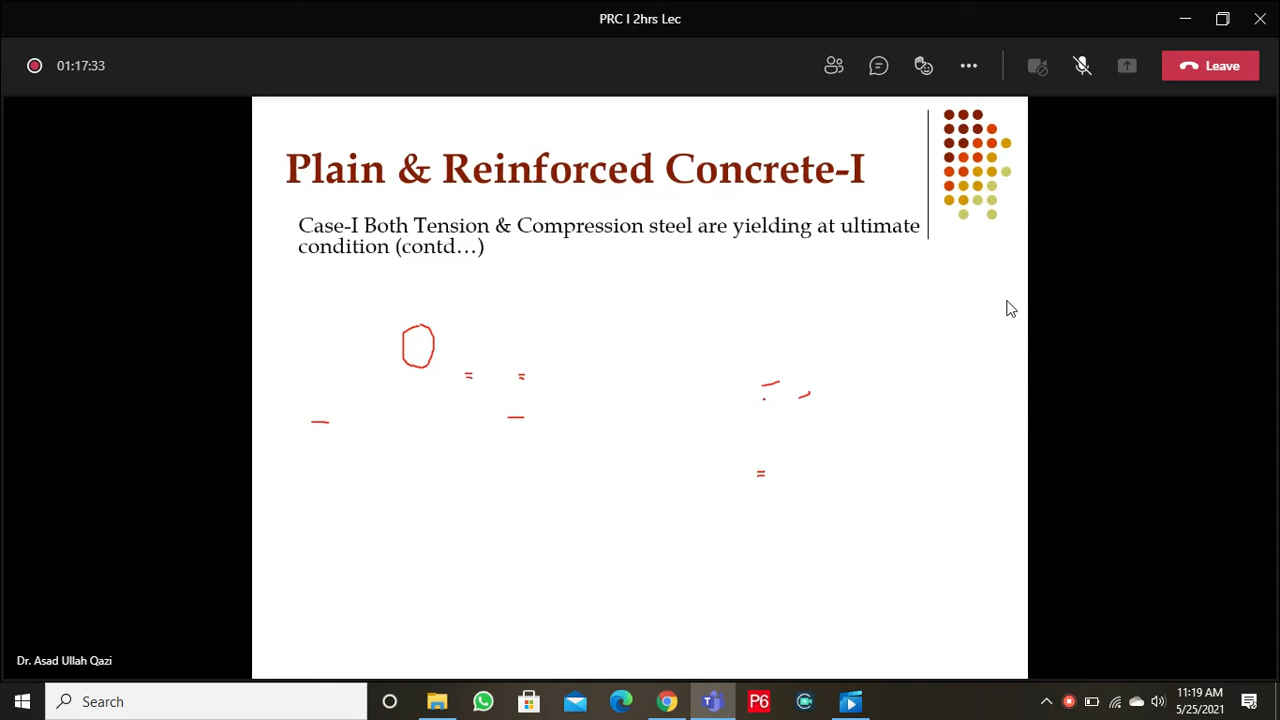 PRC I 2hrs Lec
01:17:33
Leave
Plain & Reinforced Concrete-I
Case-I Both Tension & Compression steel are yielding at ultimate
condition (contd...)
= =
=
Dr. Asad Ullah Qazi
Search
P6
11:19 AM
5/25/2021